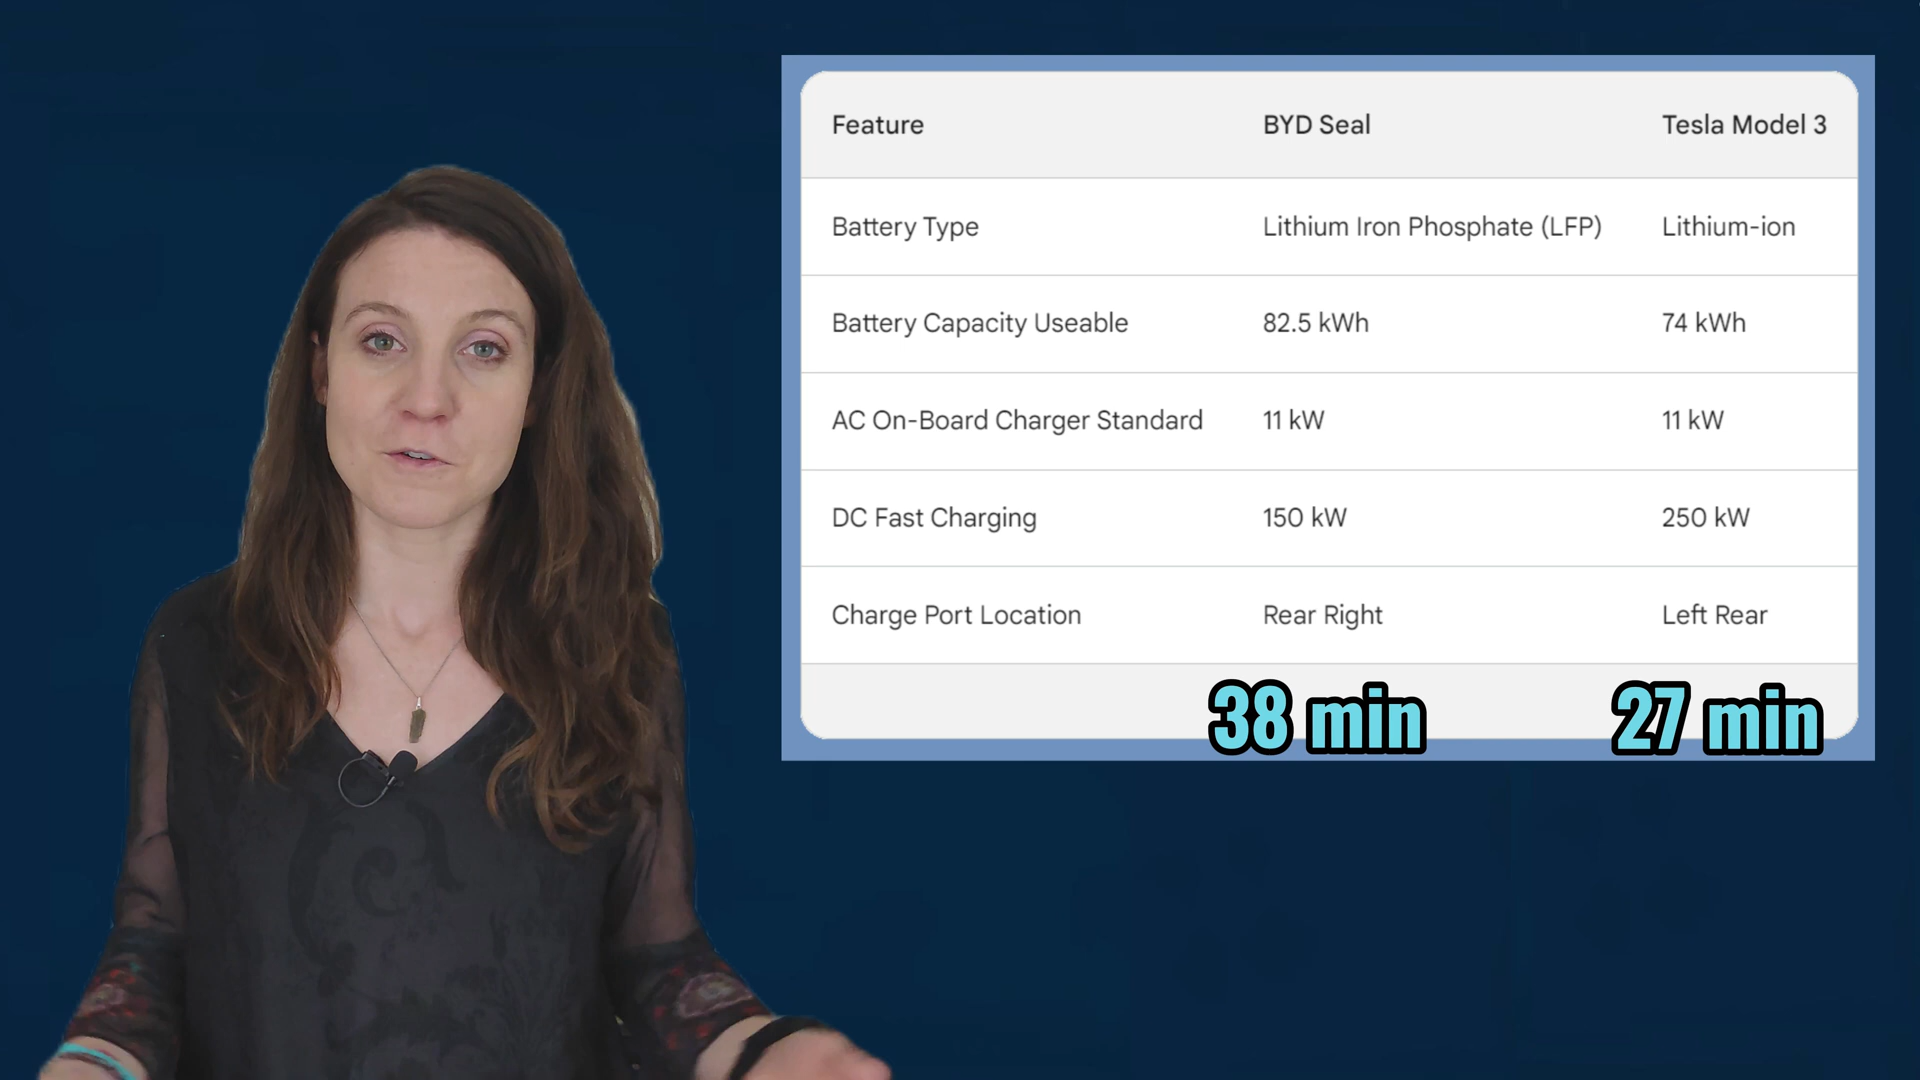 Feature BYD Seal Tesla Model 3
Battery Type Lithium Iron Phosphate (LFP) Lithium-ion
Battery Capacity Useable 82.5 kWh 74 kWh
AC On-Board Charger Standard 11 kW 11 kW
DC Fast Charging 150 kW 250 kW
Charge Port Location Rear Right Left Rear
38 min 27 min